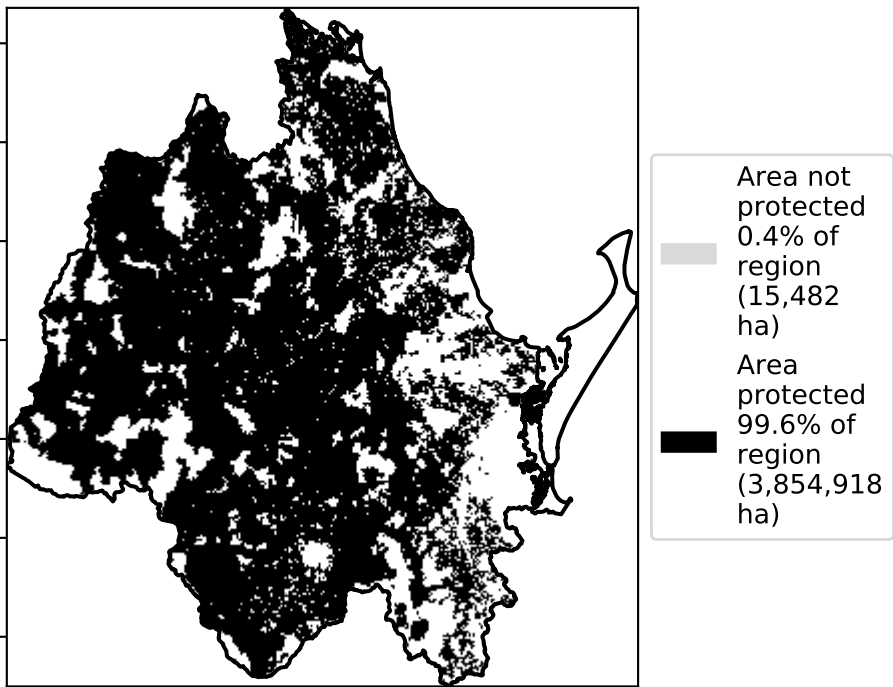 Area not
protected
0.4% of
region
(15,482
ha)
Area
protected
99.6% of
region
(3,854,918
ha)